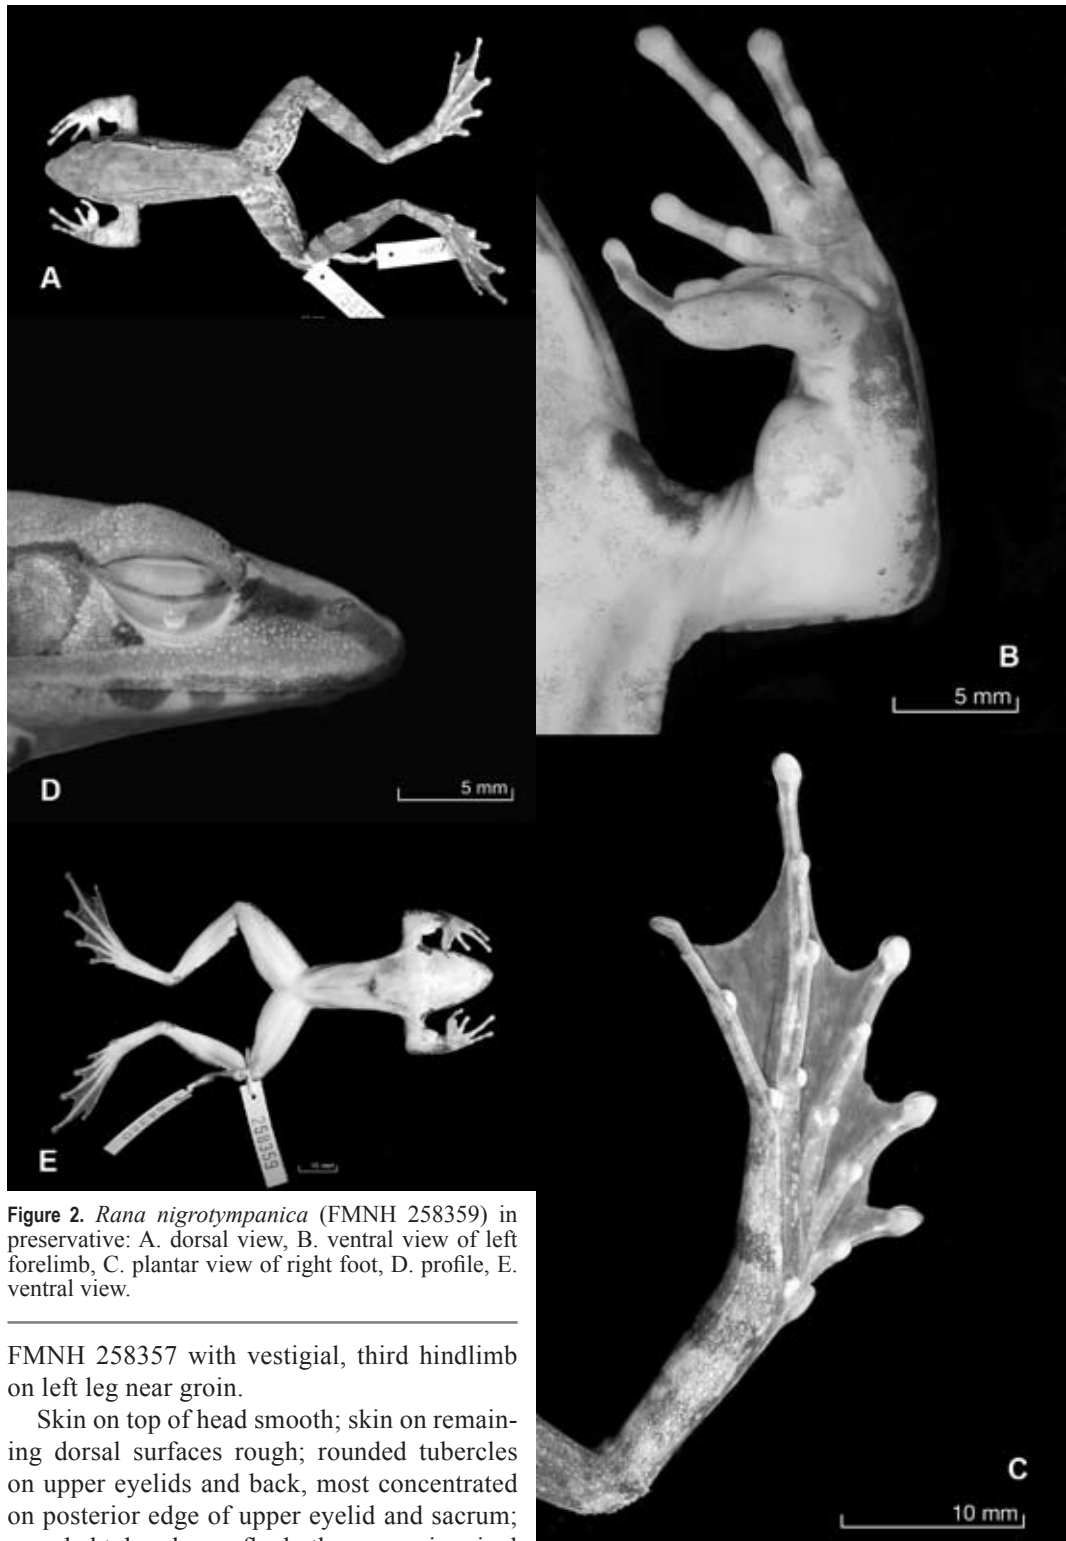 A
B
5 mm
D
5 mm
E
258359
10 mm
C
10 mm
Figure 2. Rana nigrotympanica (FMNH 258359) in
preservative: A. dorsal view, B. ventral view of left
forelimb, C. plantar view of right foot, D. profile, E.
ventral view.
FMNH 258357 with vestigial, third hindlimb
on left leg near groin.
Skin on top of head smooth; skin on remain-
ing dorsal surfaces rough; rounded tubercles
on upper eyelids and back, most concentrated
on posterior edge of upper eyelid and sacrum;